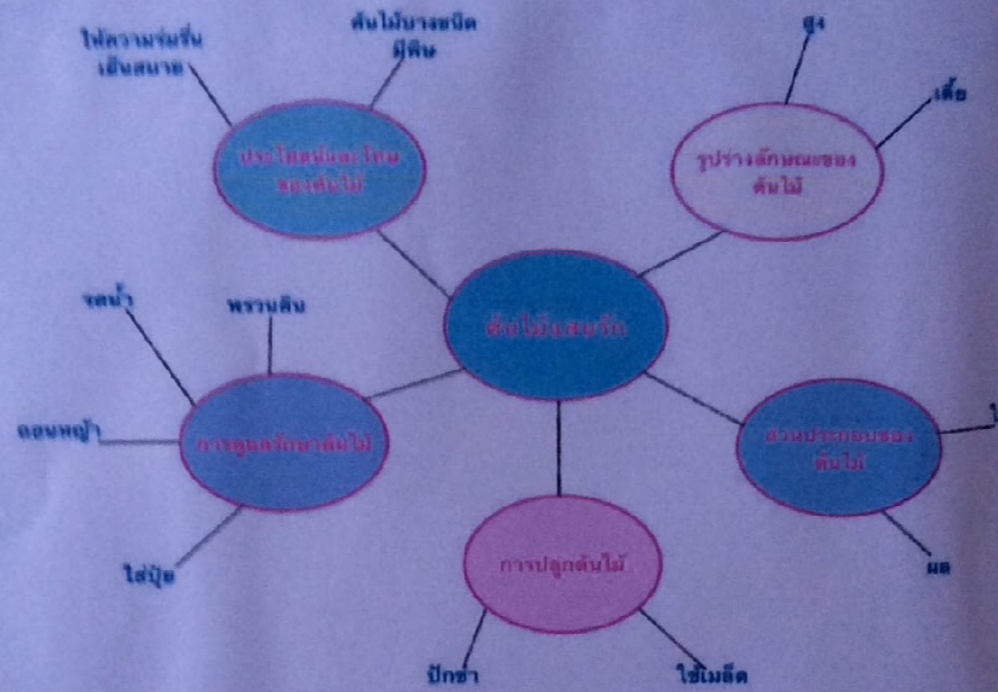 ให้ความร่มรื่น
เย็นสบาย
ต้นไม้บางชนิด
มีพิษ
สูง
เตี้ย
ประโยชน์และโทษ
ของต้นไม้
รูปร่างลักษณะของ
ต้นไม้
รดน้ำ
พรวนดิน
ต้นไม้แสนรัก
ถอนหญ้า
การดูแลรักษาต้นไม้
ส่วนประกอบของ
ต้นไม้
ใส่ปุ๋ย
การปลูกต้นไม้
ผล
ปักชำ
ใช้เมล็ด